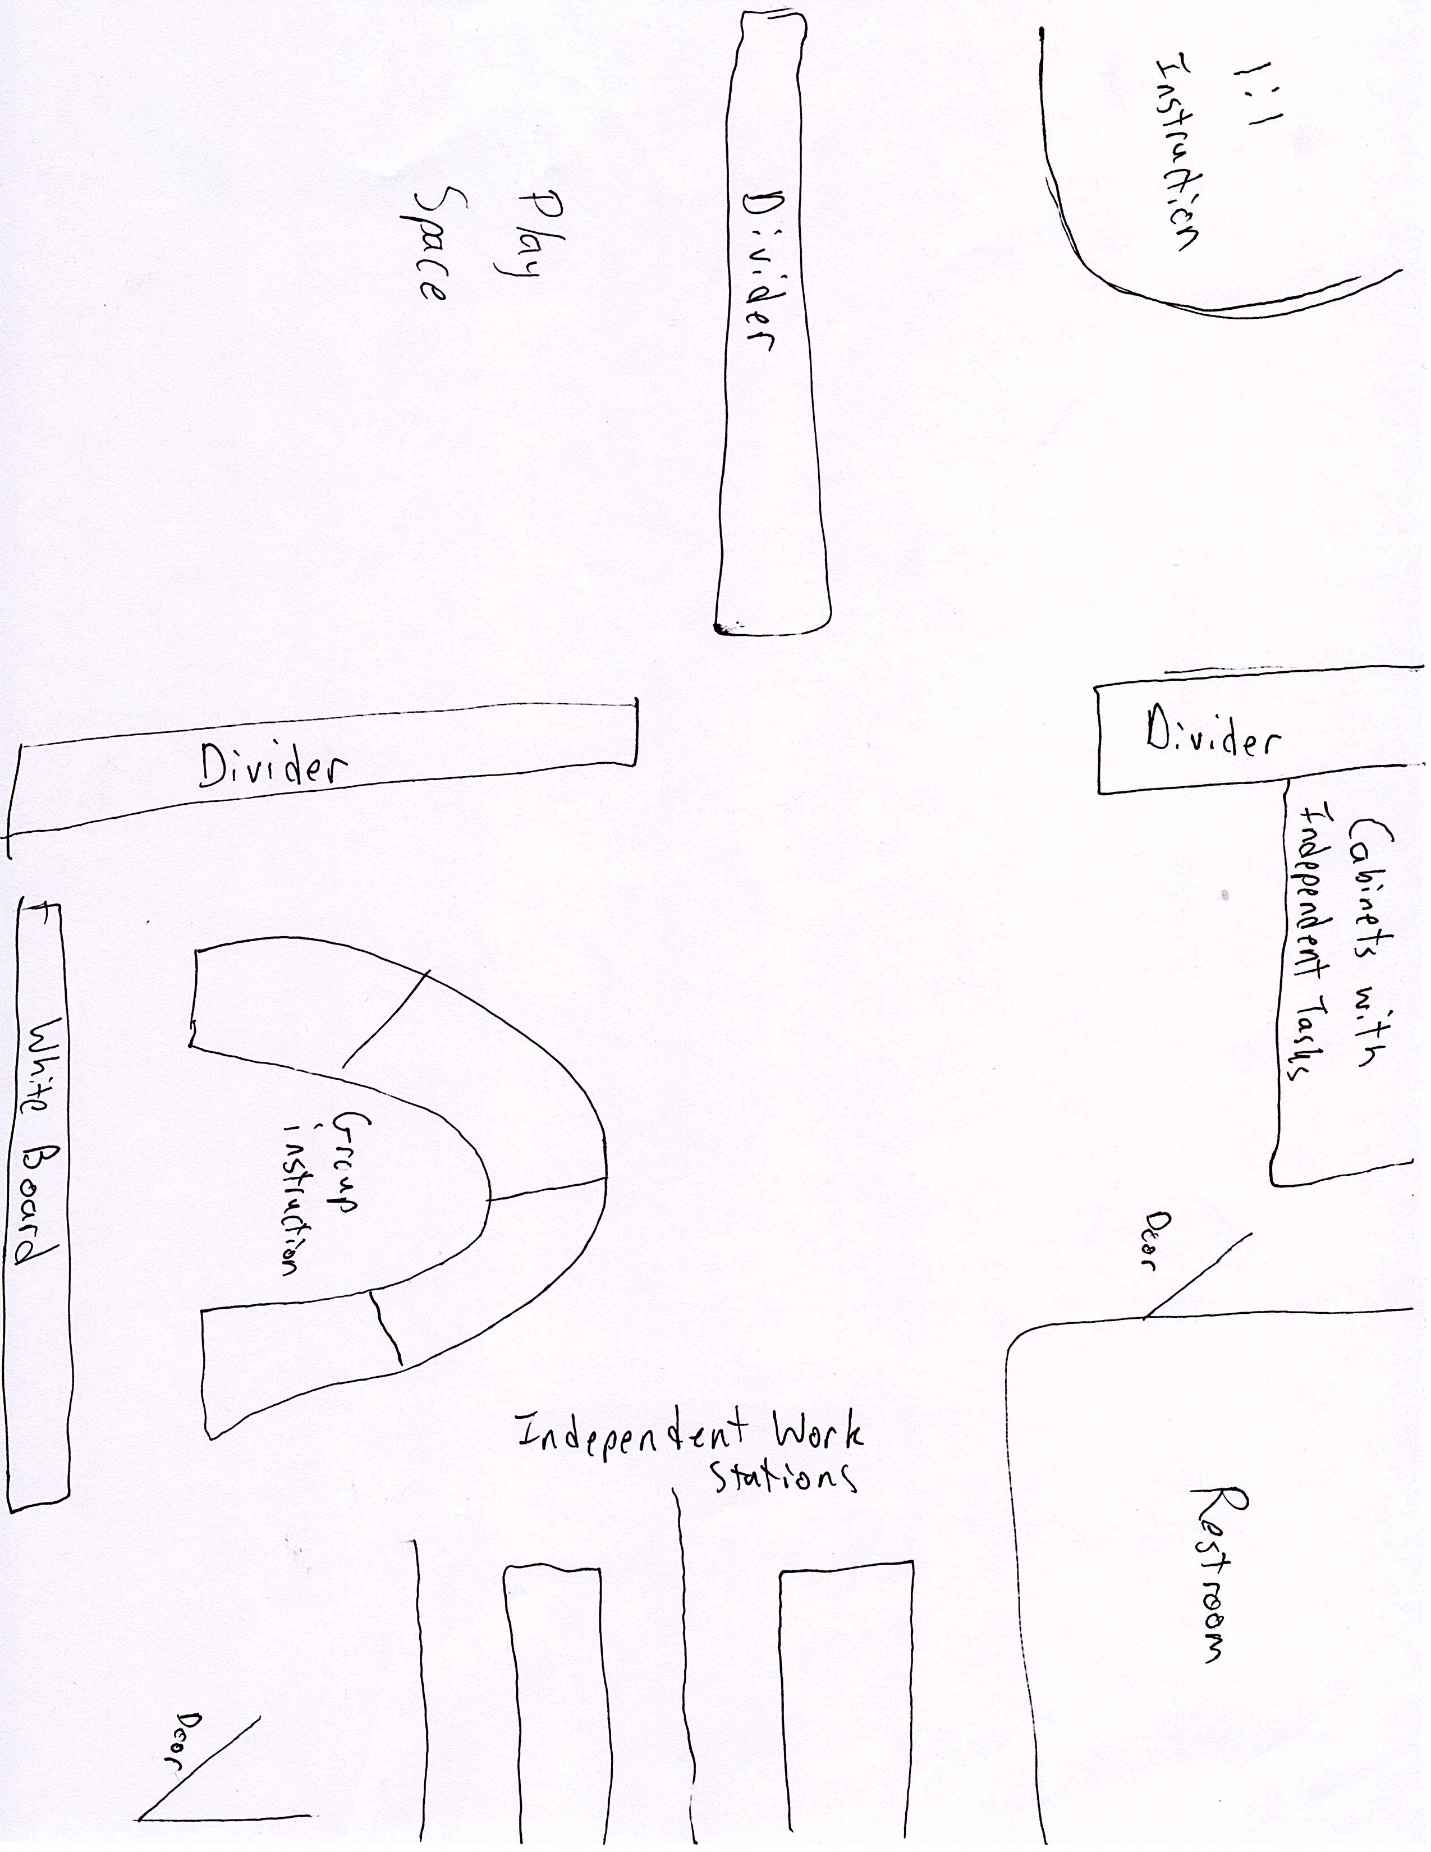 1:1
Instruction
Divider
Play
Space
Divider
Divider
Cabinets with
Independent Tasks
White Board
Group
instruction
Door
Independent Work
Stations
Restroom
Door